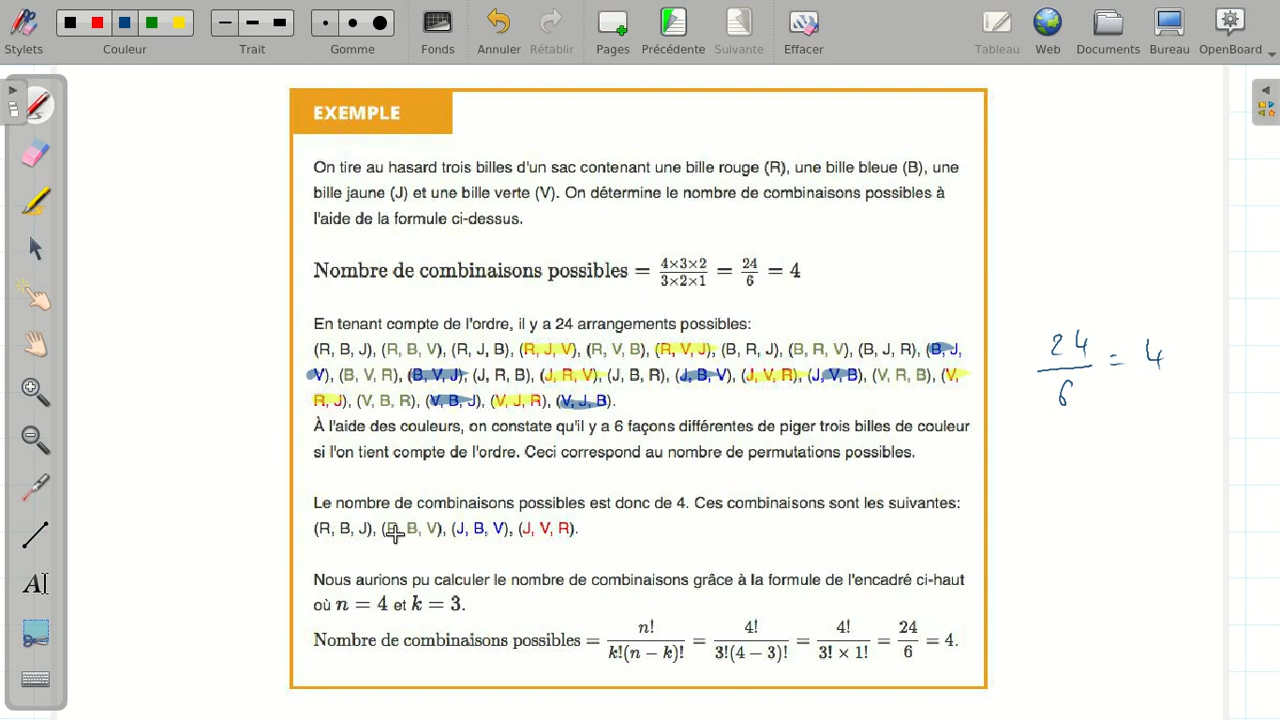 Stylets Couleur Trait Gomme Fonds Annuler Rétablir Pages Précédente Suivante Effacer Tableau Web Documents Bureau OpenBoard
EXEMPLE
On tire au hasard trois billes d'un sac contenant une bille rouge (R), une bille bleue (B), une
bille jaune (J) et une bille verte (V). On détermine le nombre de combinaisons possibles à
l'aide de la formule ci-dessus.
Nombre de combinaisons possibles = 4×3×2/3×2×1 = 24/6 = 4
En tenant compte de l'ordre, il y a 24 arrangements possibles:
(R, B, J), (R, B, V), (R, J, B), (R, J, V), (R, V, B), (R, V, J), (B, R, J), (B, R, V), (B, J, R), (B, J,
V), (B, V, R), (B, V, J), (J, R, B), (J, R, V), (J, B, R), (J, B, V), (J, V, R), (J, V, B), (V, R, B), (V,
R, J), (V, B, R), (V, B, J), (V, J, R), (V, J, B).
À l'aide des couleurs, on constate qu'il y a 6 façons différentes de piger trois billes de couleur
si l'on tient compte de l'ordre. Ceci correspond au nombre de permutations possibles.
Le nombre de combinaisons possibles est donc de 4. Ces combinaisons sont les suivantes:
(R, B, J), (R, B, V), (J, B, V), (J, V, R).
Nous aurions pu calculer le nombre de combinaisons grâce à la formule de l'encadré ci-haut
où n = 4 et k = 3.
Nombre de combinaisons possibles = n!/k!(n − k)! = 4!/3!(4 − 3)! = 4!/3! × 1! = 24/6 = 4.
24/6 = 4